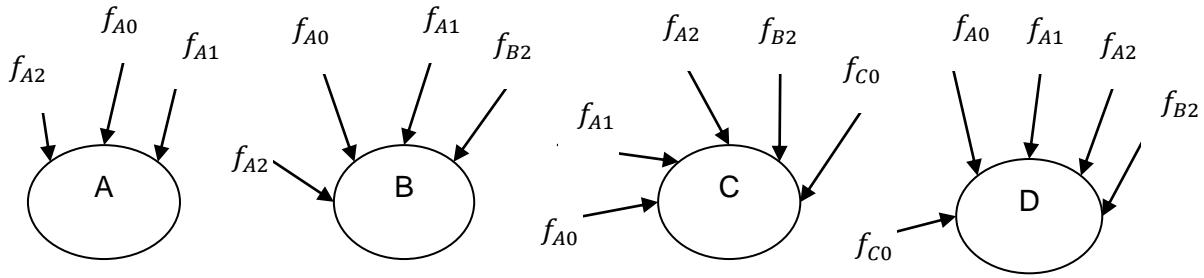 f_{A2} f_{A0} f_{A1}
A
f_{A2} f_{A0} f_{A1} f_{B2}
B
f_{A0} f_{A1} f_{A2} f_{B2} f_{C0}
C
f_{C0} f_{A0} f_{A1} f_{A2} f_{B2}
D